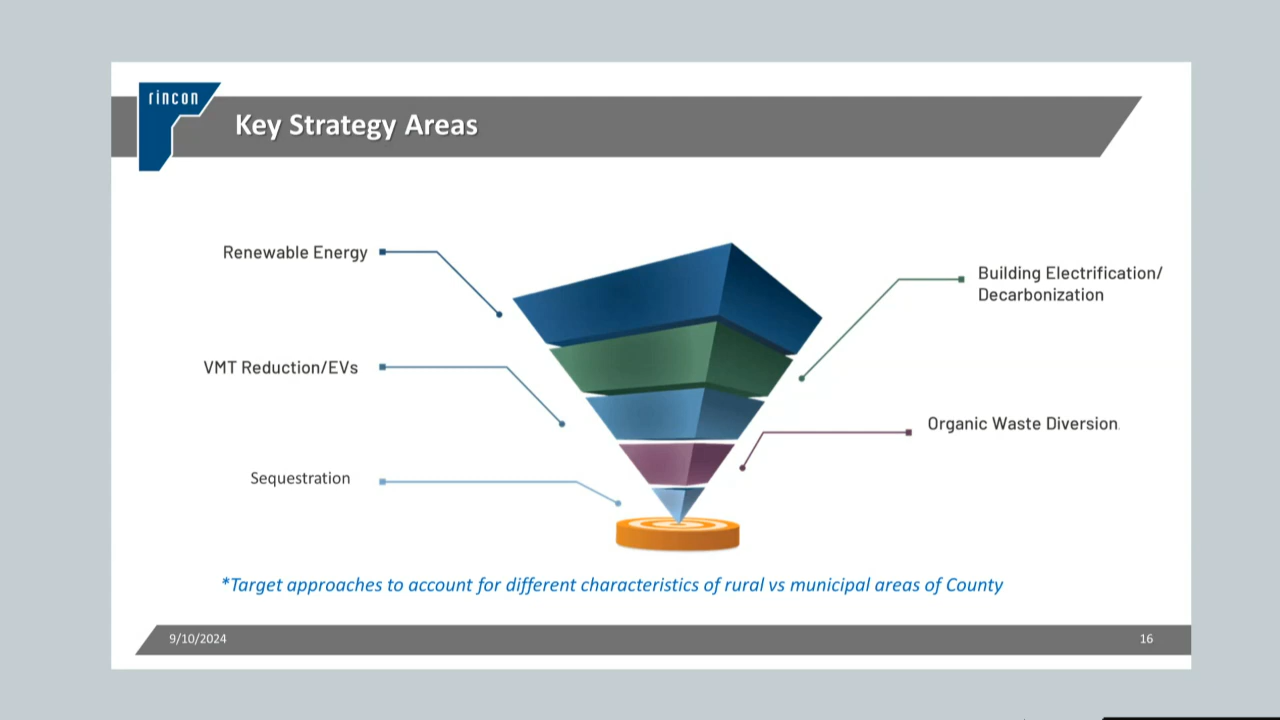 rincon
Key Strategy Areas
Renewable Energy
Building Electrification/
Decarbonization
VMT Reduction/EVs
Organic Waste Diversion
Sequestration
*Target approaches to account for different characteristics of rural vs municipal areas of County
9/10/2024
16